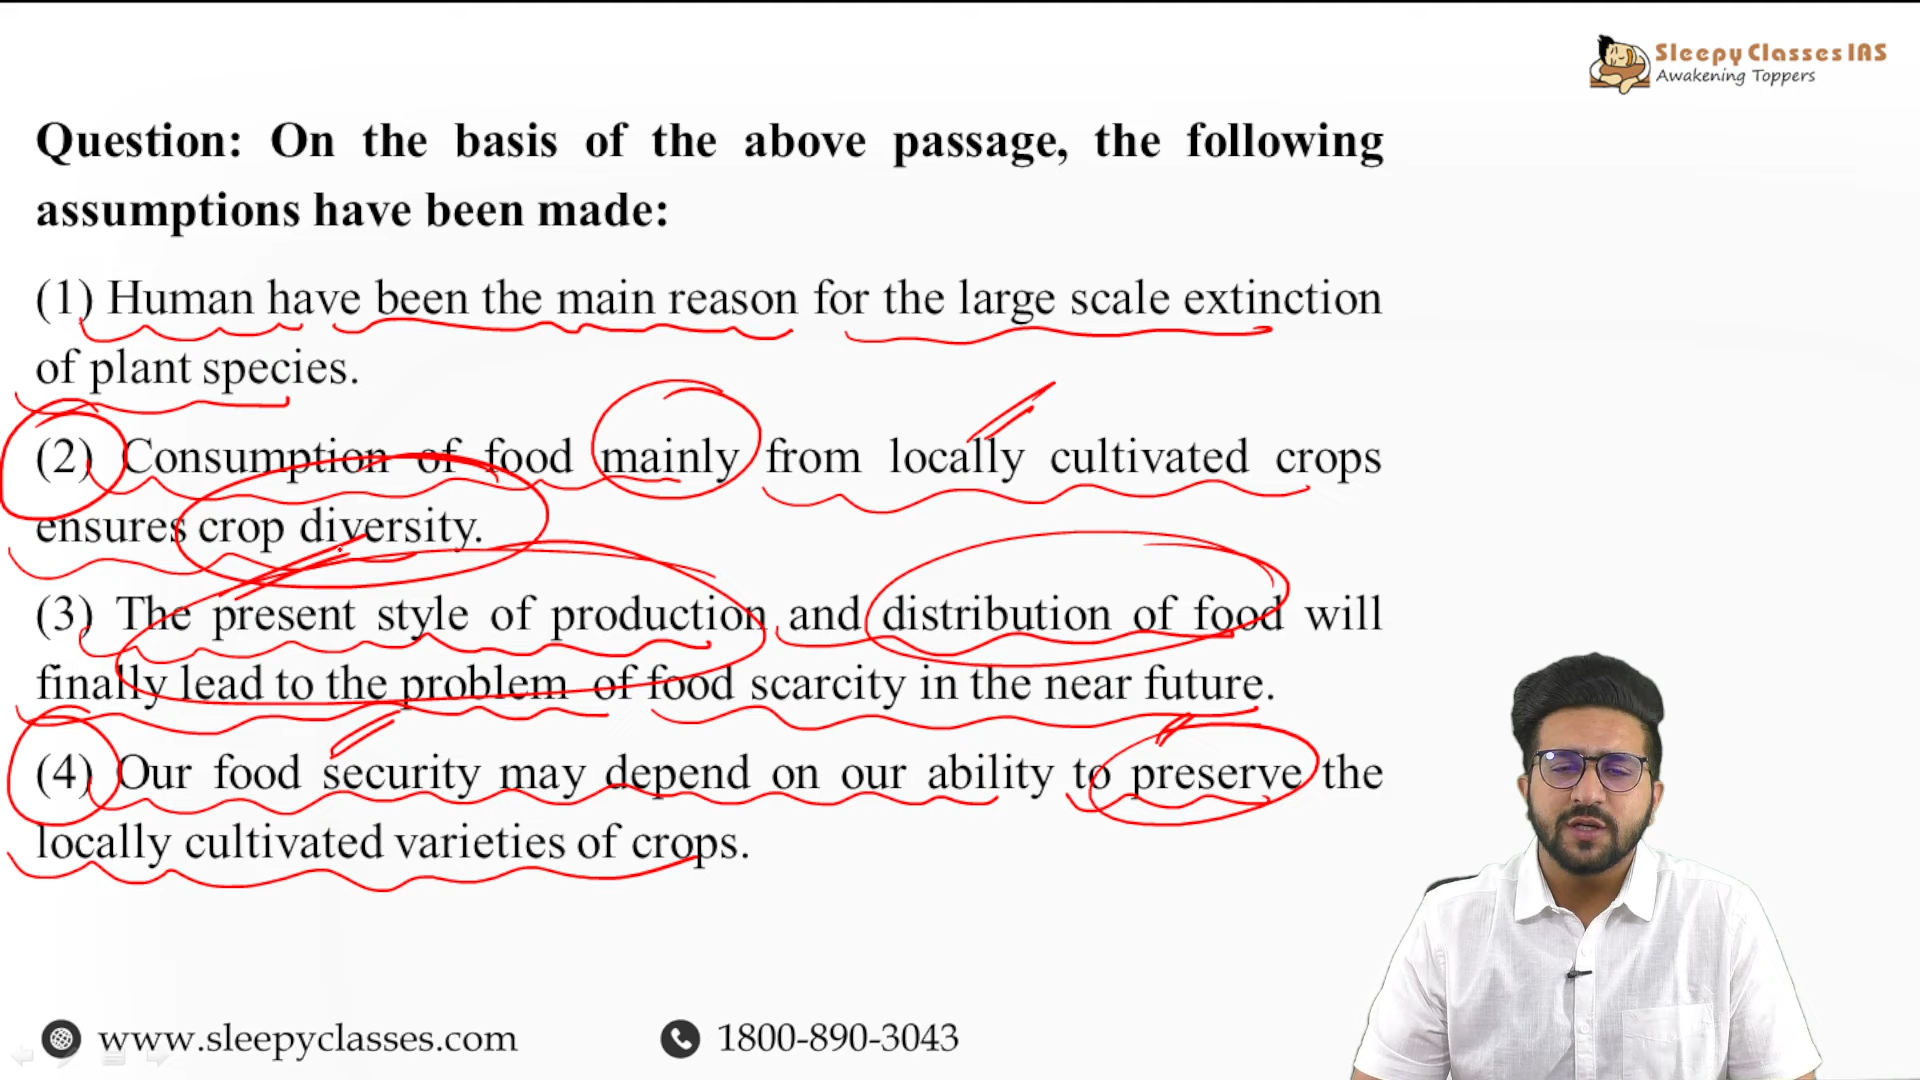 Sleepy Classes IAS
Awakening Toppers
Question: On the basis of the above passage, the following
assumptions have been made:
(1) Human have been the main reason for the large scale extinction
of plant species.
(2) Consumption of food mainly from locally cultivated crops
ensures crop diversity.
(3) The present style of production and distribution of food will
finally lead to the problem of food scarcity in the near future.
(4) Our food security may depend on our ability to preserve the
locally cultivated varieties of crops.
www.sleepyclasses.com
1800-890-3043